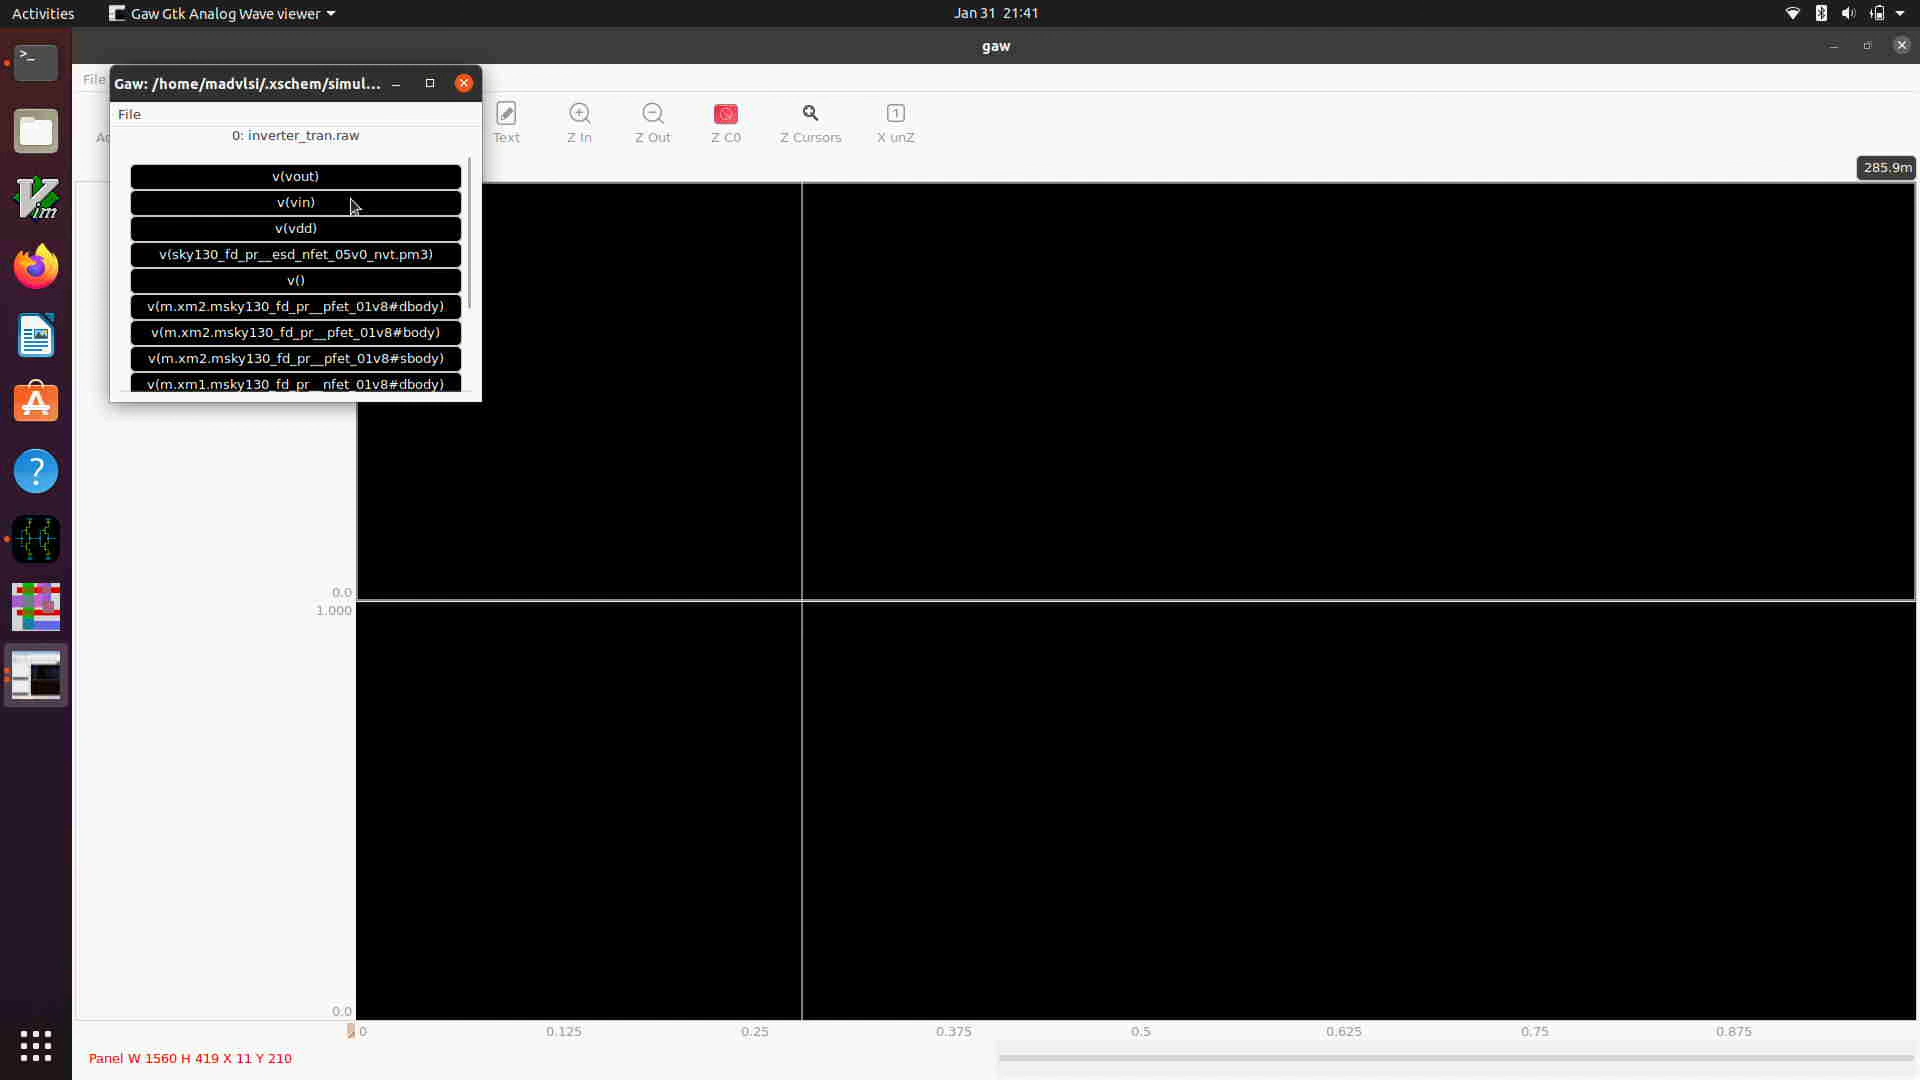 Activities
Gaw Gtk Analog Wave viewer
Jan 31 21:41
gaw
File
Gaw: /home/madvlsi/.xschem/simul...
File
0: inverter_tran.raw
v(vout)
v(vin)
v(vdd)
v(sky130_fd_pr__esd_nfet_05v0_nvt.pm3)
v()
v(m.xm2.msky130_fd_pr__pfet_01v8#dbody)
v(m.xm2.msky130_fd_pr__pfet_01v8#body)
v(m.xm2.msky130_fd_pr__pfet_01v8#sbody)
v(m.xm1.msky130_fd_pr__nfet_01v8#dbody)
Text
Z In
Z Out
Z C0
Z Cursors
1
X unZ
285.9m
0.0
1.000
0.0
0 0.125 0.25 0.375 0.5 0.625 0.75 0.875
Panel W 1560 H 419 X 11 Y 210
>_
Vim
?